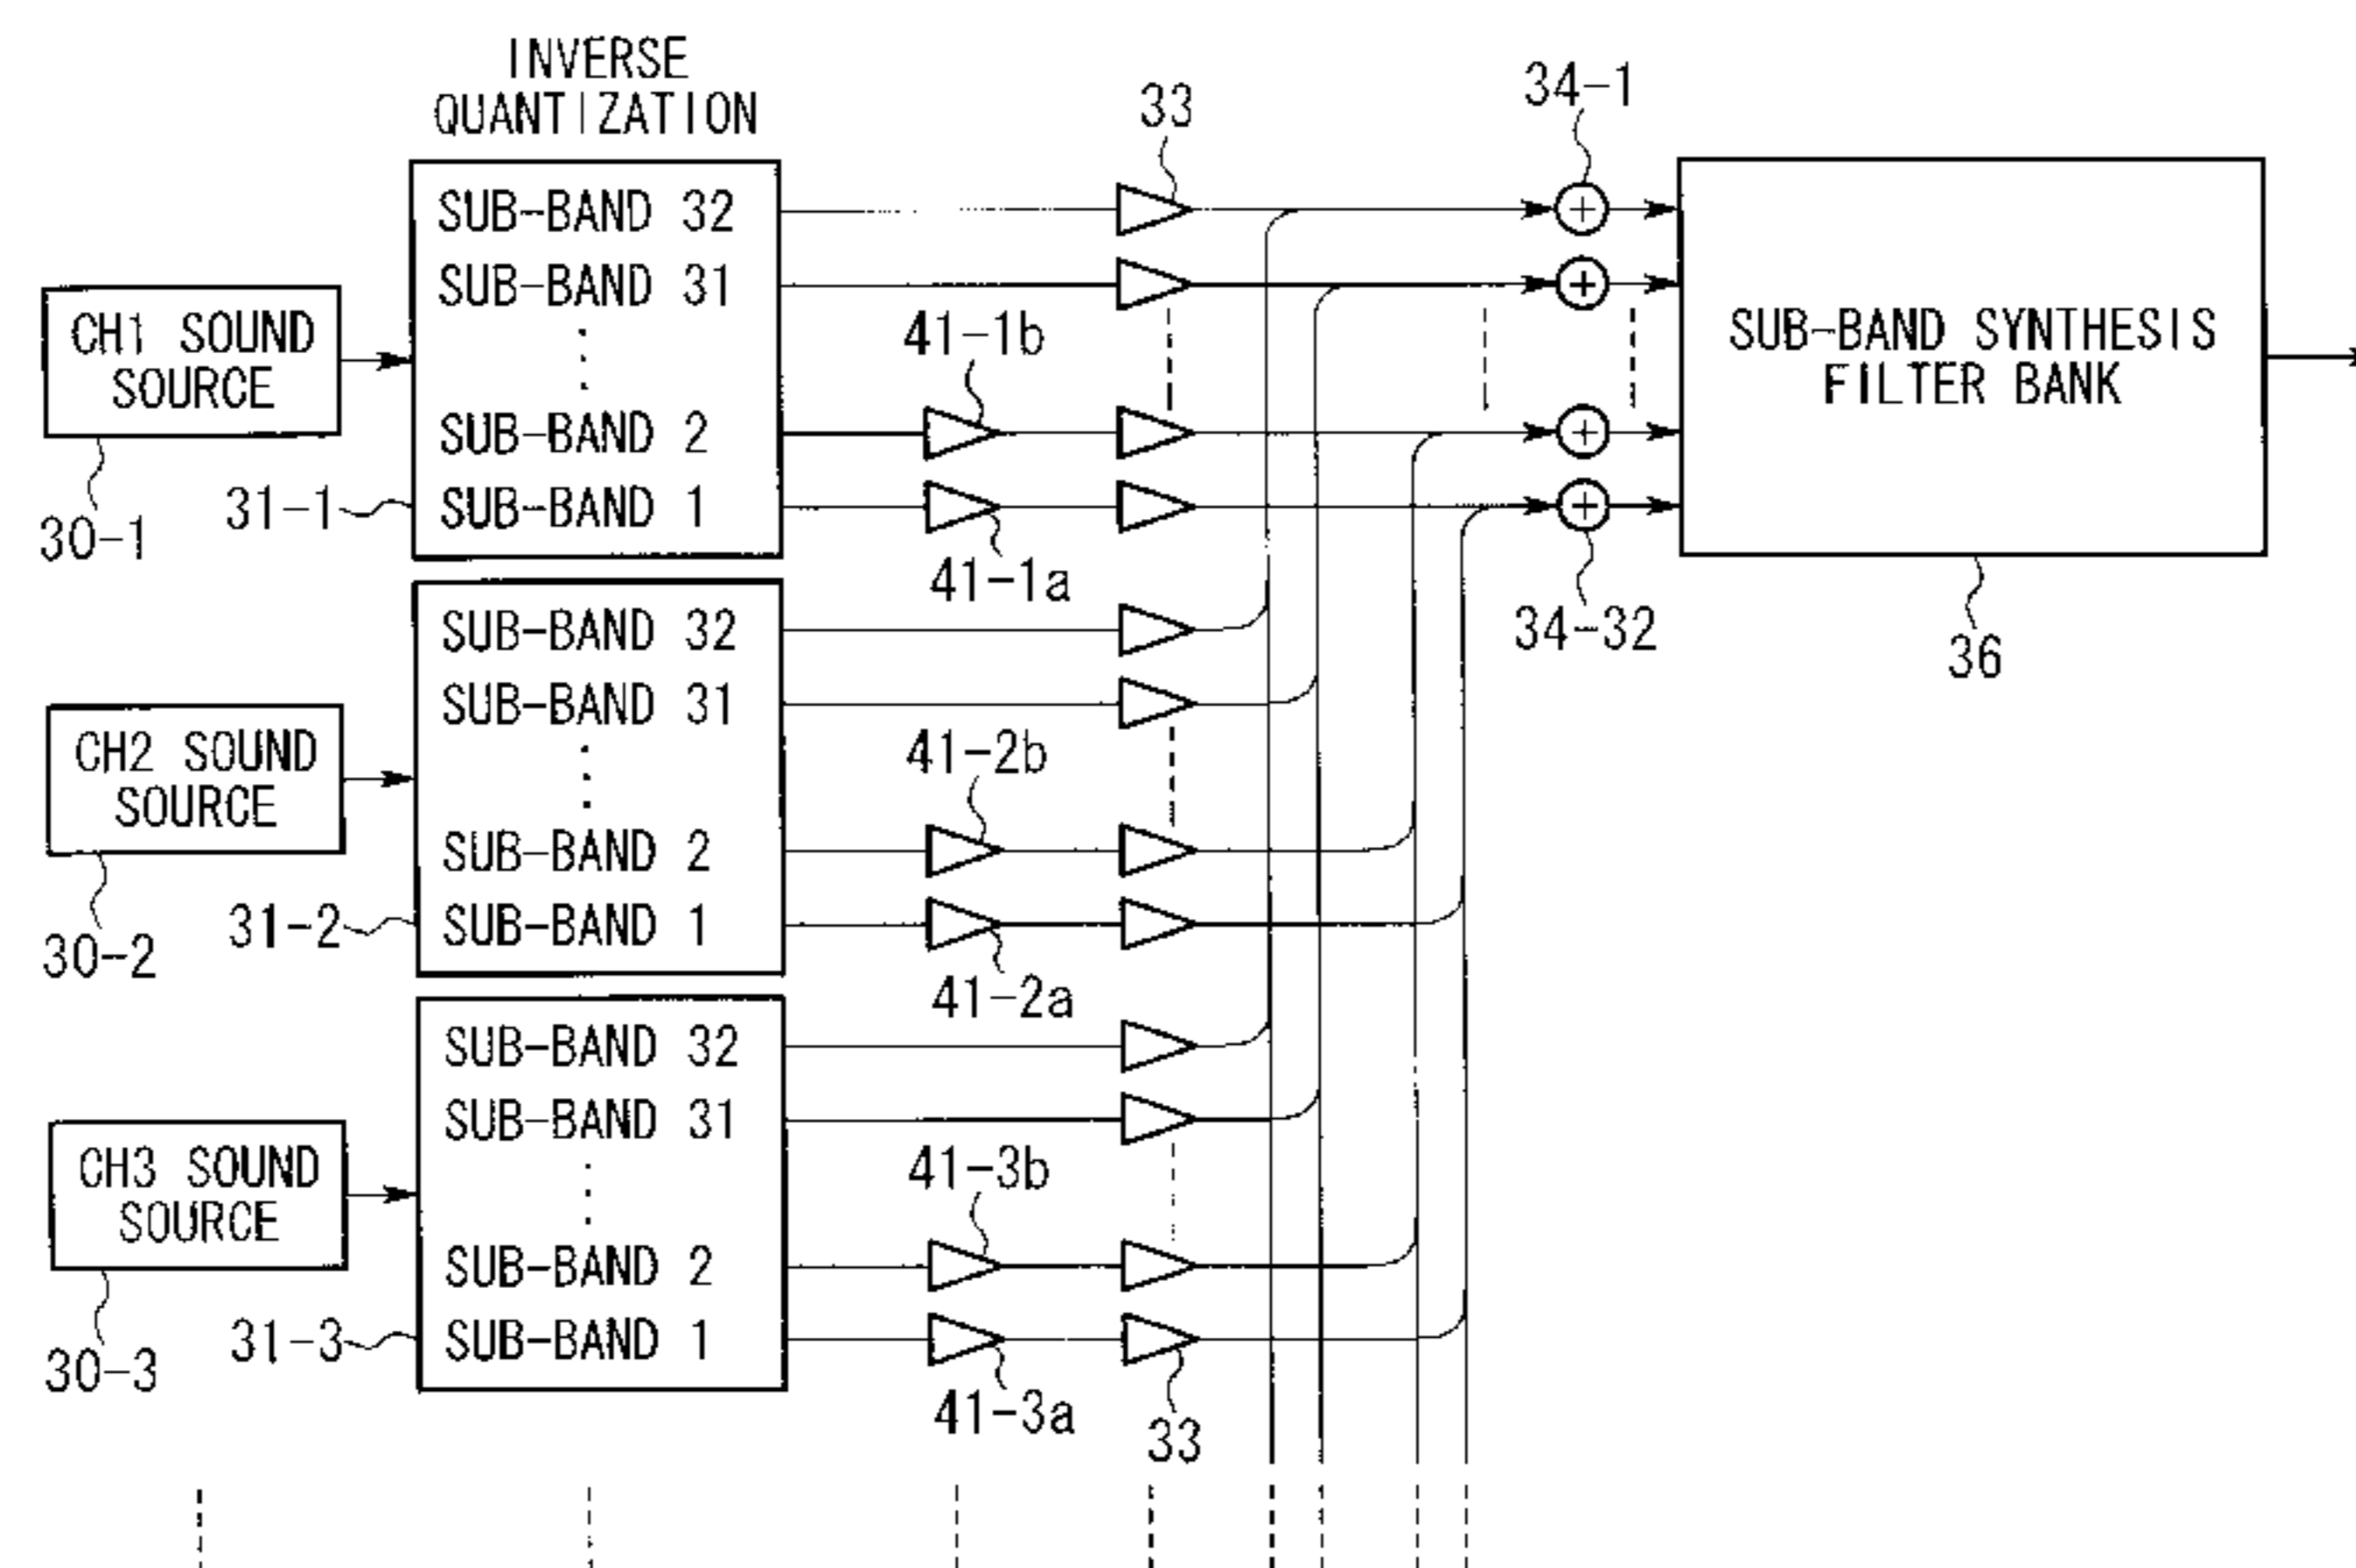 INVERSE
QUANTIZATION
33
34-1
SUB-BAND 32
SUB-BAND 31
SUB-BAND 2
SUB-BAND 1
CH1 SOUND
SOURCE
30-1
31-1
41-1b
41-1a
34-32
SUB-BAND SYNTHESIS
FILTER BANK
36
SUB-BAND 32
SUB-BAND 31
SUB-BAND 2
SUB-BAND 1
CH2 SOUND
SOURCE
30-2
31-2
41-2b
41-2a
SUB-BAND 32
SUB-BAND 31
SUB-BAND 2
SUB-BAND 1
CH3 SOUND
SOURCE
30-3
31-3
41-3b
41-3a
33